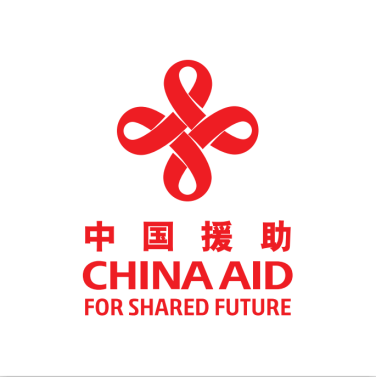 中国援助
CHINA AID
FOR SHARED FUTURE